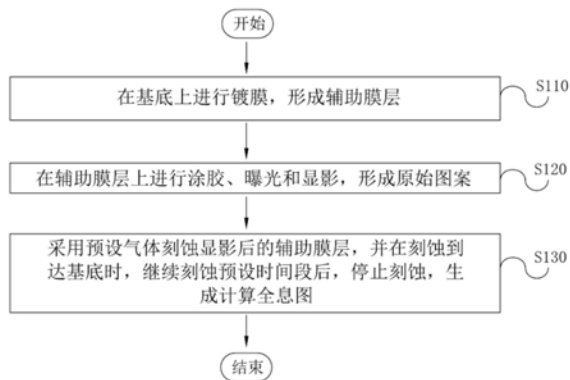 开始
在基底上进行镀膜，形成辅助膜层
S110
在辅助膜层上进行涂胶、曝光和显影，形成原始图案
S120
采用预设气体刻蚀显影后的辅助膜层，并在刻蚀到
达基底时，继续刻蚀预设时间段后，停止刻蚀，生
成计算全息图
S130
结束